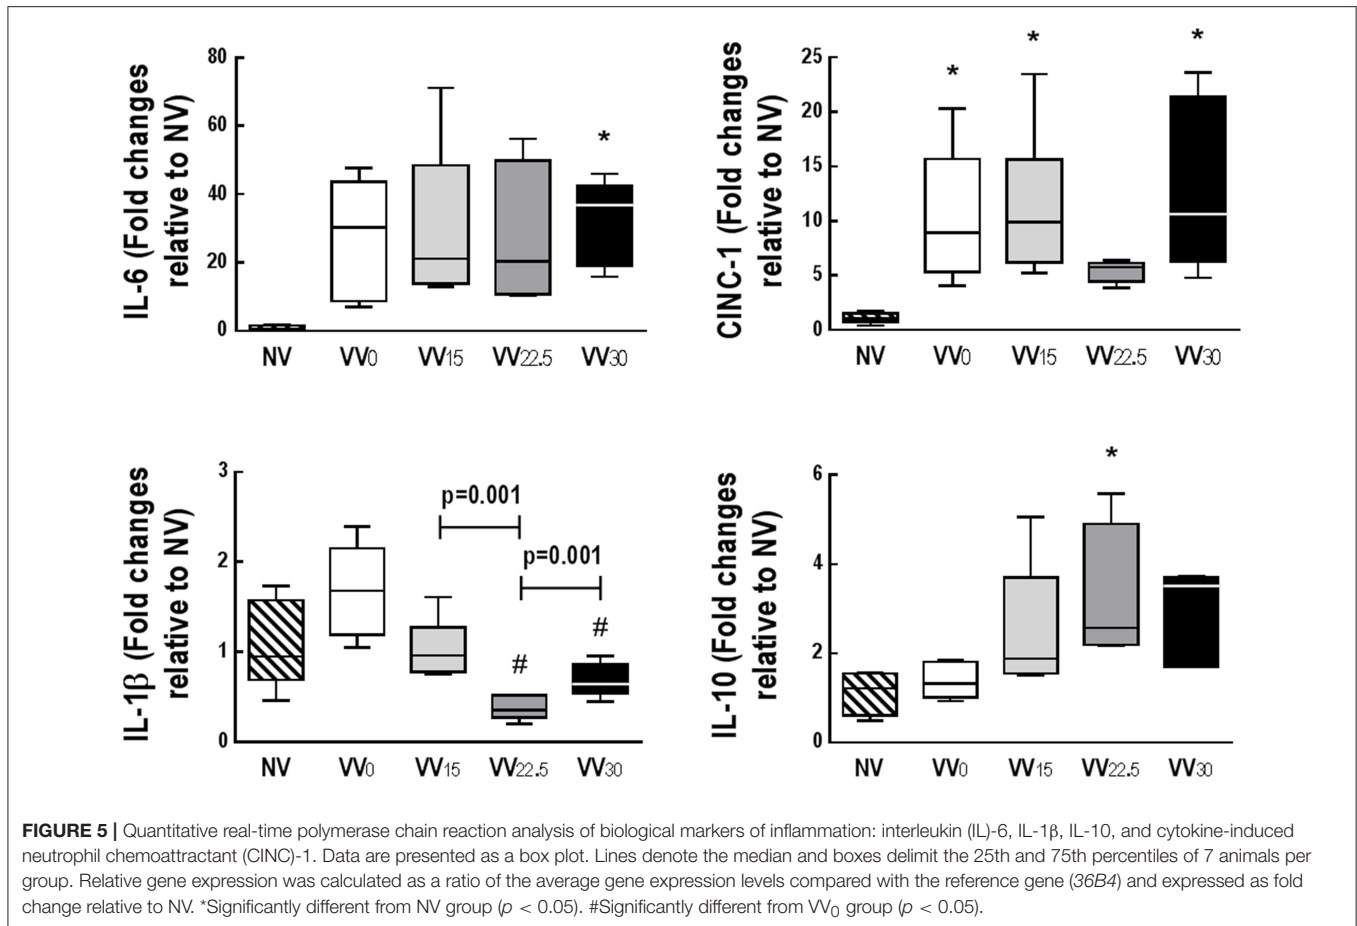 80
60
40
20
0
IL-6 (Fold changes
relative to NV)
*
NV VV0 VV15 VV22.5 VV30
25
20
15
10
5
0
CINC-1 (Fold changes
relative to NV)
* * *
NV VV0 VV15 VV22.5 VV30
3
2
1
0
IL-1β (Fold changes
relative to NV)
p=0.001
p=0.001
# #
NV VV0 VV15 VV22.5 VV30
6
4
2
0
IL-10 (Fold changes
relative to NV)
*
NV VV0 VV15 VV22.5 VV30
FIGURE 5 | Quantitative real-time polymerase chain reaction analysis of biological markers of inflammation: interleukin (IL)-6, IL-1β, IL-10, and cytokine-induced
neutrophil chemoattractant (CINC)-1. Data are presented as a box plot. Lines denote the median and boxes delimit the 25th and 75th percentiles of 7 animals per
group. Relative gene expression was calculated as a ratio of the average gene expression levels compared with the reference gene (36B4) and expressed as fold
change relative to NV. *Significantly different from NV group (p < 0.05). #Significantly different from VV0 group (p < 0.05).